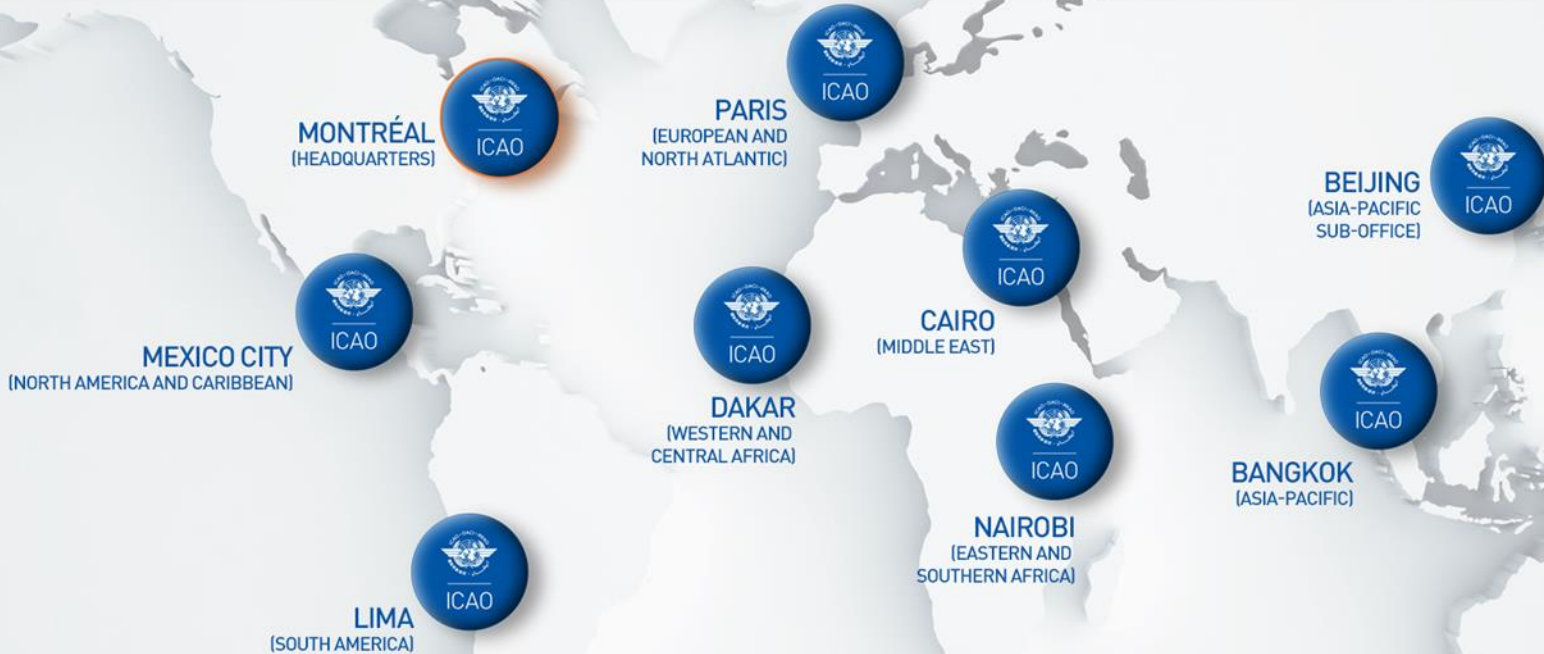 ICAO
MONTRÉAL
(HEADQUARTERS)
ICAO
PARIS
(EUROPEAN AND
NORTH ATLANTIC)
ICAO
BEIJING
(ASIA-PACIFIC
SUB-OFFICE)
ICAO
MEXICO CITY
(NORTH AMERICA AND CARIBBEAN)
ICAO
DAKAR
(WESTERN AND
CENTRAL AFRICA)
ICAO
CAIRO
(MIDDLE EAST)
ICAO
BANGKOK
(ASIA-PACIFIC)
ICAO
NAIROBI
(EASTERN AND
SOUTHERN AFRICA)
ICAO
LIMA
(SOUTH AMERICA)